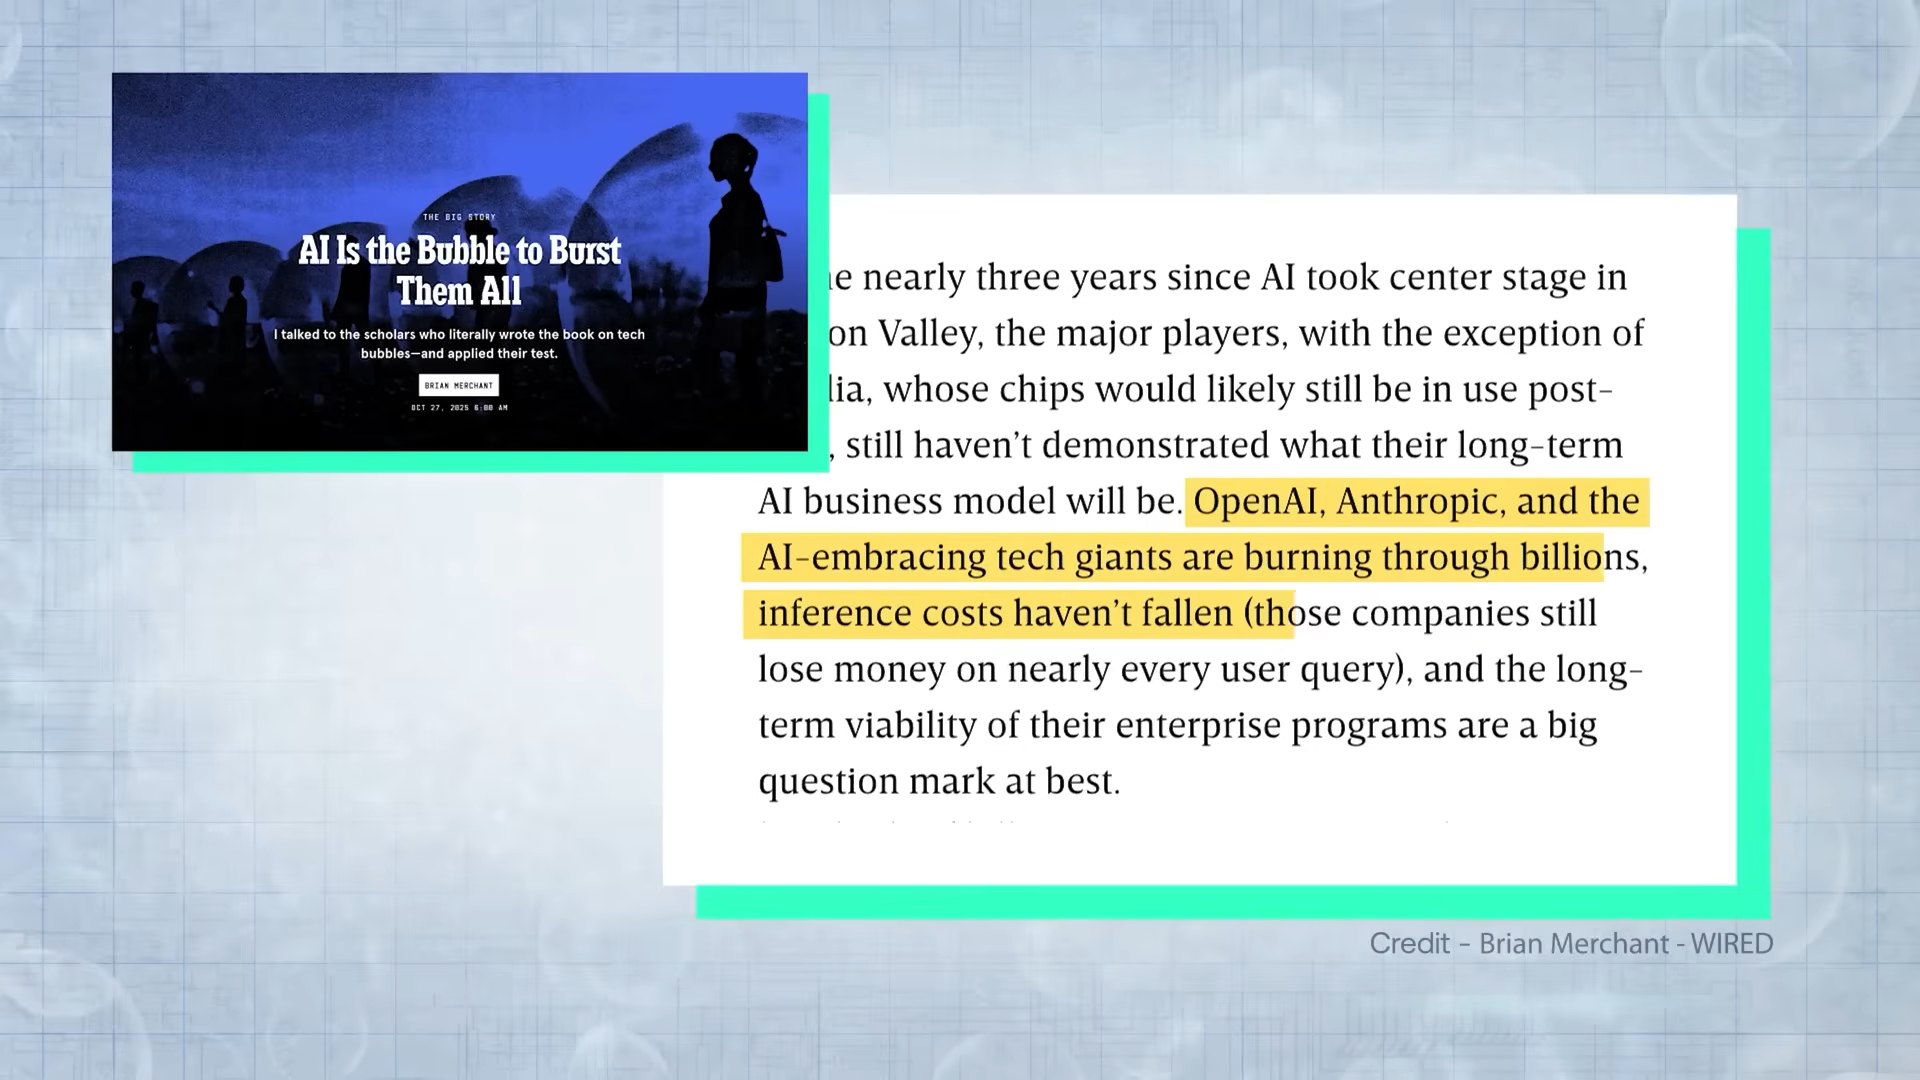 THE BIG STORY
AI Is the Bubble to Burst
Them All
I talked to the scholars who literally wrote the book on tech
bubbles—and applied their test.
BRIAN MERCHANT
OCT 27, 2025 6:00 AM
nearly three years since AI took center stage in
Valley, the major players, with the exception of
whose chips would likely still be in use post-
, still haven’t demonstrated what their long-term
AI business model will be. OpenAI, Anthropic, and the
AI-embracing tech giants are burning through billions,
inference costs haven’t fallen (those companies still
lose money on nearly every user query), and the long-
term viability of their enterprise programs are a big
question mark at best.
Credit - Brian Merchant - WIRED